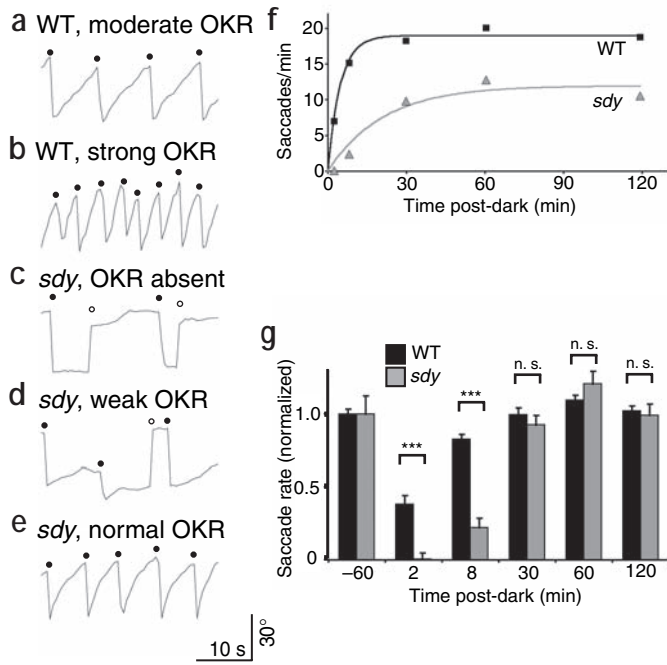 a WT, moderate OKR
b WT, strong OKR
c sdy, OKR absent
d sdy, weak OKR
e sdy, normal OKR
10 s
30°
f
Saccades/min
20
15
10
5
0
WT
sdy
0 30 60 90 120
Time post-dark (min)
g
WT
sdy
Saccade rate (normalized)
1.0
0.5
0
***
***
n. s.
n. s.
n. s.
–60 2 8 30 60 120
Time post-dark (min)